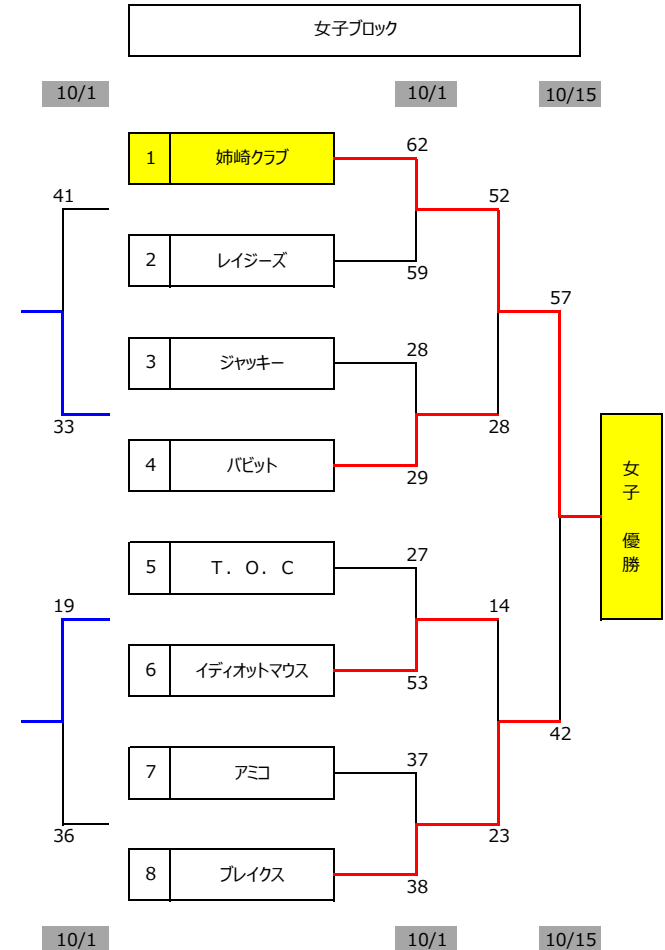 女子ブロック
10/1
10/1
10/15
1 姉崎クラブ
62
41
52
2 レイジーズ
59
57
3 ジャッキー
28
33
28
4 バビット
29
女子 優勝
5 T．O．C
27
19
14
6 イディオットマウス
53
42
7 アミコ
37
36
23
8 ブレイクス
38
10/1
10/1
10/15